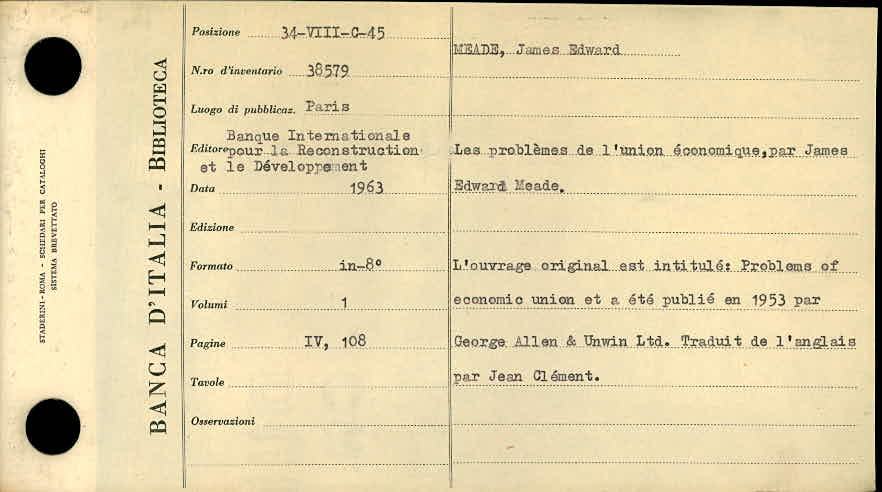 STADERINI-ROMA - SCHEDARI PER CATALOGHI
SISTEMA BREVETTATO
BANCA D'ITALIA - BIBLIOTECA
Posizione 34-VIII-C-45
N.ro d'inventario 38579
Luogo di pubblicaz. Paris
Banque Internationale
Editore pour la Reconstruction
et le Développement
Data 1963
Edizione
Formato in-8°
Volumi 1
Pagine IV, 108
Tavole
Osservazioni
MEADE, James Edward
Les problèmes de l'union économique,par James
Edward Meade.
L'ouvrage original est intitulé: Problems of
economic union et a été publié en 1953 par
George Allen & Unwin Ltd. Traduit de l'anglais
par Jean Clément.